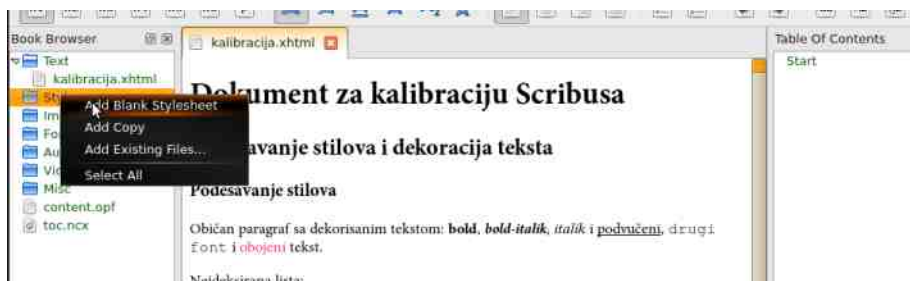 Book Browser
Text
kalibracija.xhtml
Add Blank Stylesheet
Add Copy
Add Existing Files...
Select All
Misc
content.opf
toc.ncx
kalibracija.xhtml
Dokument za kalibraciju Scribusa
avanje stilova i dekoracija teksta
Podešavanje stilova
Običan paragraf sa dekorisanim tekstom: bold, bold-italik, italik i podvučeni, drugi
font i obojeni tekst.
Neideksirana lista:
Table Of Contents
Start